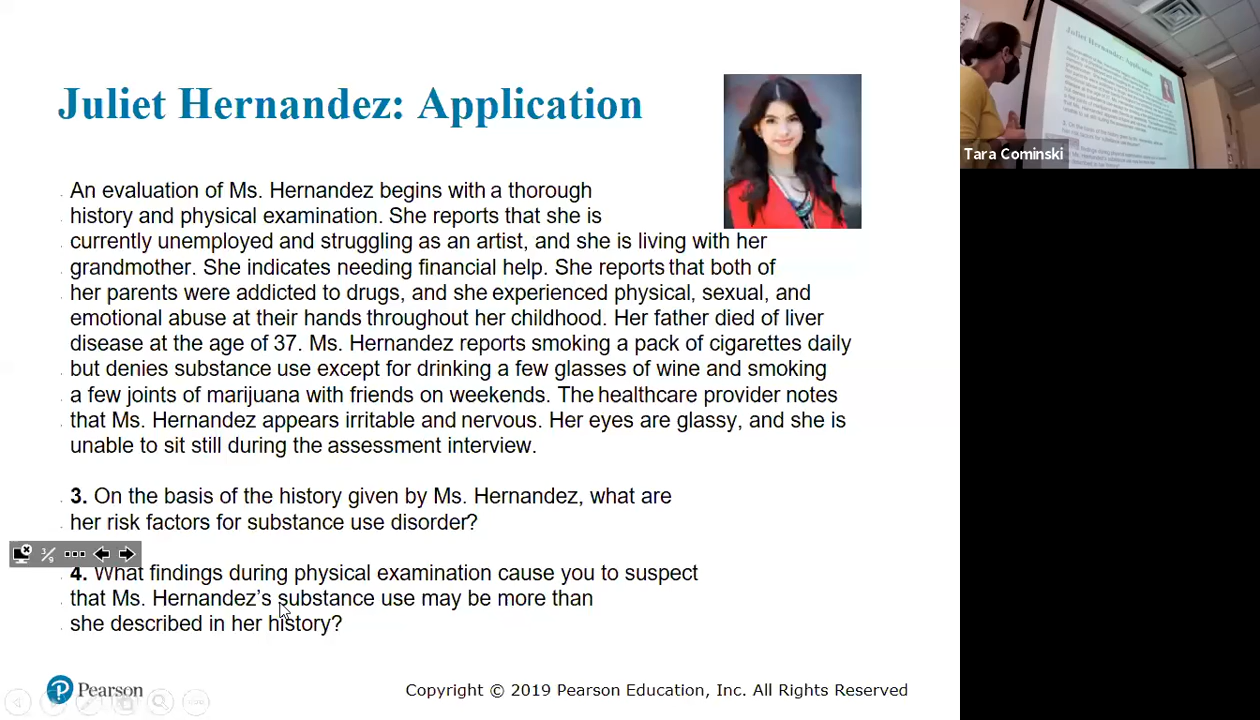 Juliet Hernandez: Application
An evaluation of Ms. Hernandez begins with a thorough
history and physical examination. She reports that she is
currently unemployed and struggling as an artist, and she is living with her
grandmother. She indicates needing financial help. She reports that both of
her parents were addicted to drugs, and she experienced physical, sexual, and
emotional abuse at their hands throughout her childhood. Her father died of liver
disease at the age of 37. Ms. Hernandez reports smoking a pack of cigarettes daily
but denies substance use except for drinking a few glasses of wine and smoking
a few joints of marijuana with friends on weekends. The healthcare provider notes
that Ms. Hernandez appears irritable and nervous. Her eyes are glassy, and she is
unable to sit still during the assessment interview.
3. On the basis of the history given by Ms. Hernandez, what are
her risk factors for substance use disorder?
4. What findings during physical examination cause you to suspect
that Ms. Hernandez's substance use may be more than
she described in her history?
Pearson
Copyright © 2019 Pearson Education, Inc. All Rights Reserved
Juliet Hernandez: Application
Tara Cominski